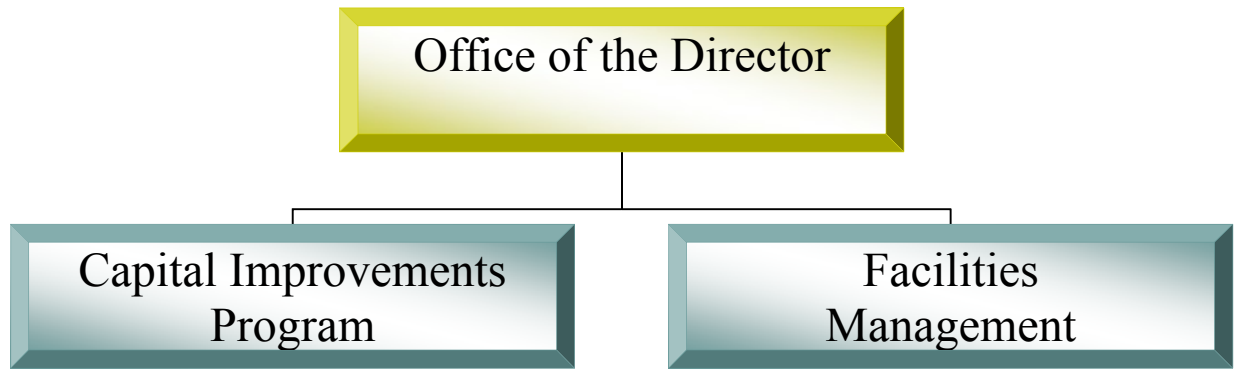 Office of the Director
Capital Improvements
Program
Facilities
Management